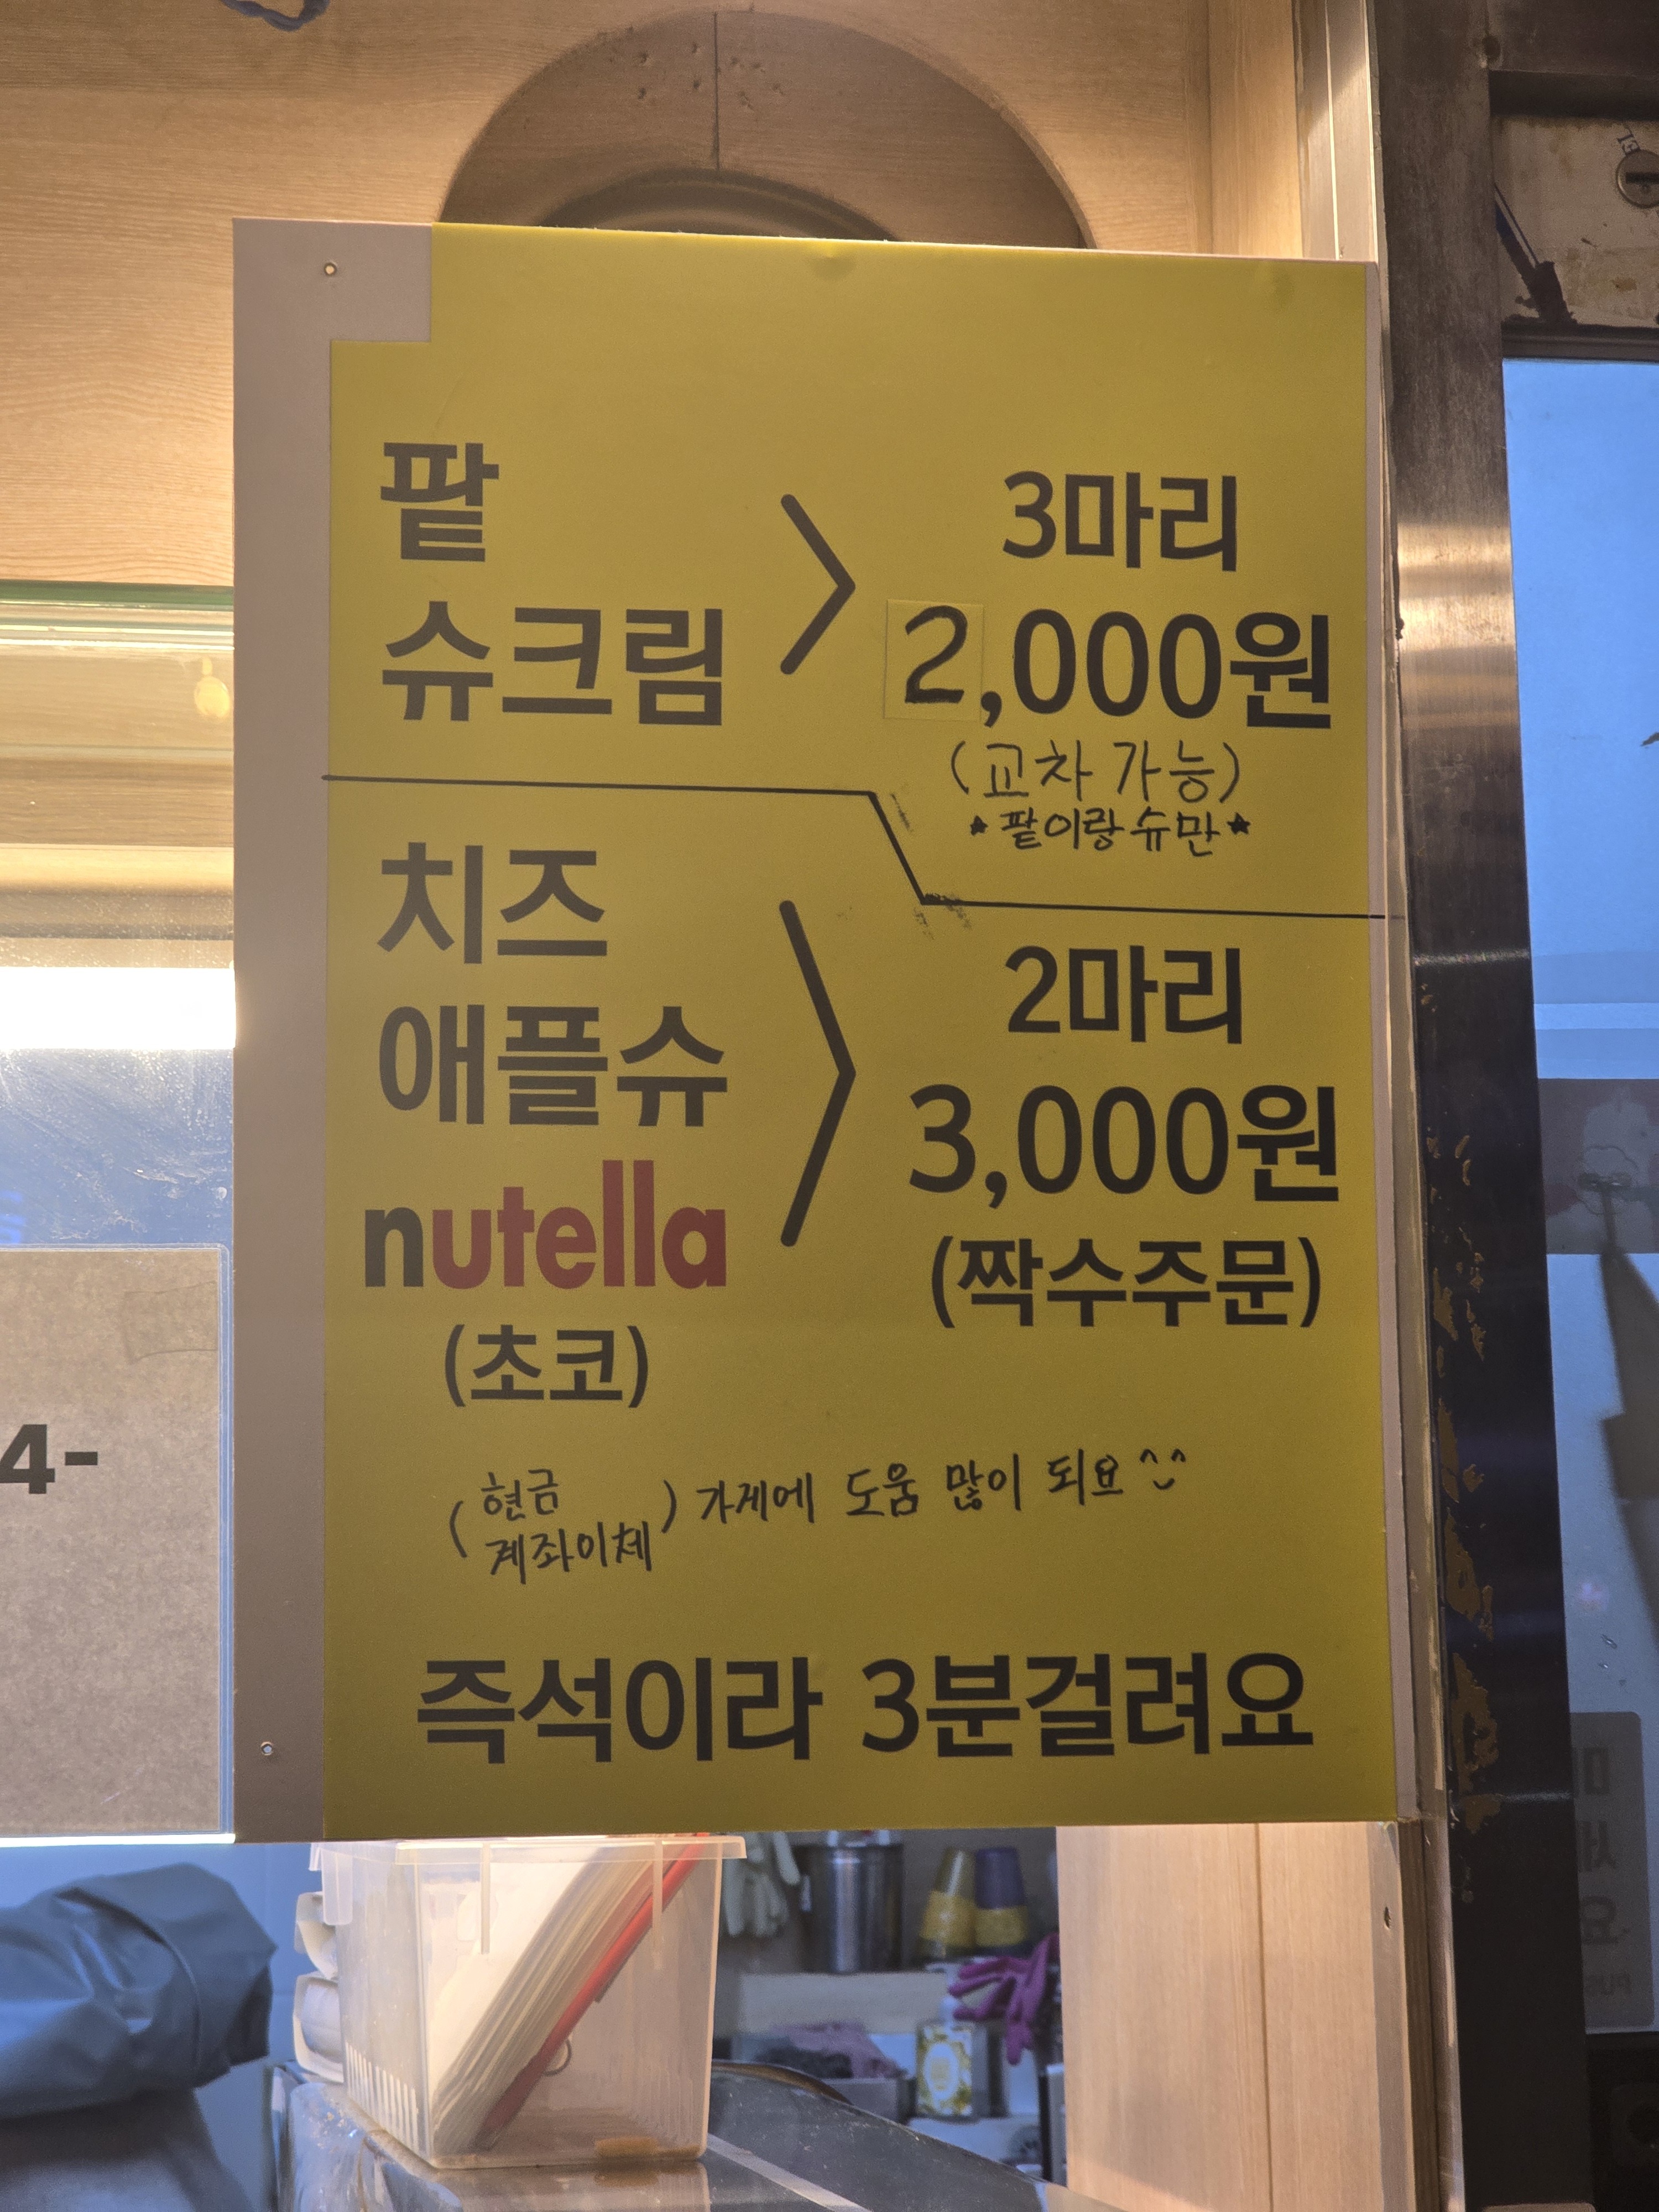 팥
슈크림
3마리
2,000원
(교차 가능)
★팥이랑 슈만★
치즈
애플슈
nutella
(초코)
2마리
3,000원
(짝수주문)
(현금
계좌이체)가게에 도움 많이 되요^^
즉석이라 3분걸려요
4-